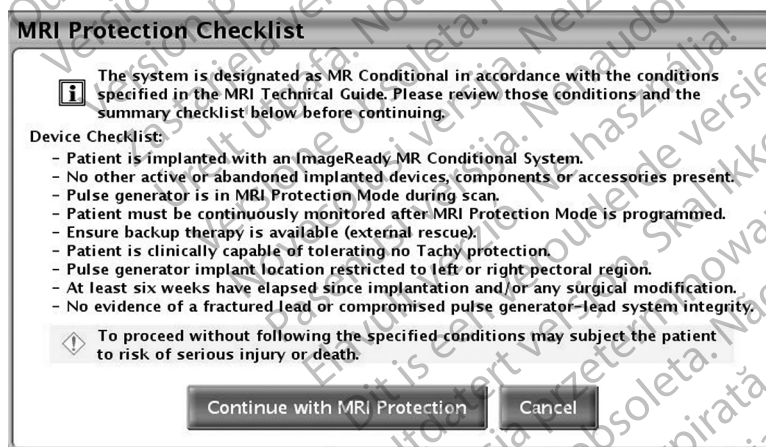 MRI Protection Checklist
The system is designated as MR Conditional in accordance with the conditions
specified in the MRI Technical Guide. Please review those conditions and the
summary checklist below before continuing.
Device Checklist:
- Patient is implanted with an ImageReady MR Conditional System.
- No other active or abandoned implanted devices, components or accessories present.
- Pulse generator is in MRI Protection Mode during scan.
- Patient must be continuously monitored after MRI Protection Mode is programmed.
- Ensure backup therapy is available (external rescue).
- Patient is clinically capable of tolerating no Tachy protection.
- Pulse generator implant location restricted to left or right pectoral region.
- At least six weeks have elapsed since implantation and/or any surgical modification.
- No evidence of a fractured lead or compromised pulse generator-lead system integrity.
To proceed without following the specified conditions may subject the patient
to risk of serious injury or death.
Continue with MRI Protection
Cancel